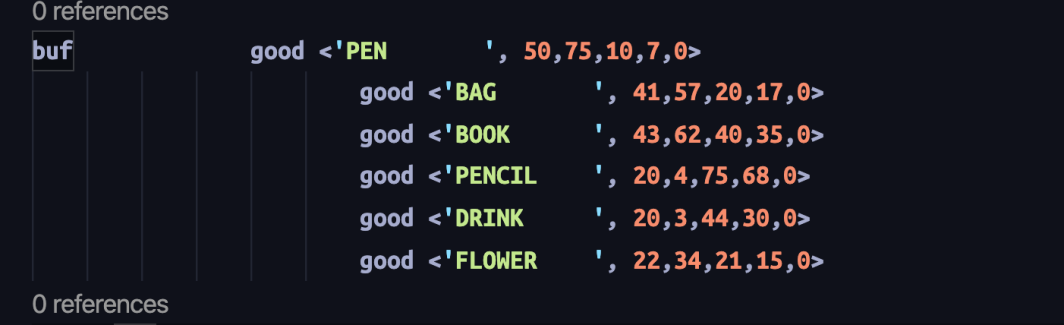 0 references
buf             good <'PEN       ', 50,75,10,7,0>
good <'BAG       ', 41,57,20,17,0>
good <'BOOK      ', 43,62,40,35,0>
good <'PENCIL    ', 20,4,75,68,0>
good <'DRINK     ', 20,3,44,30,0>
good <'FLOWER    ', 22,34,21,15,0>
0 references